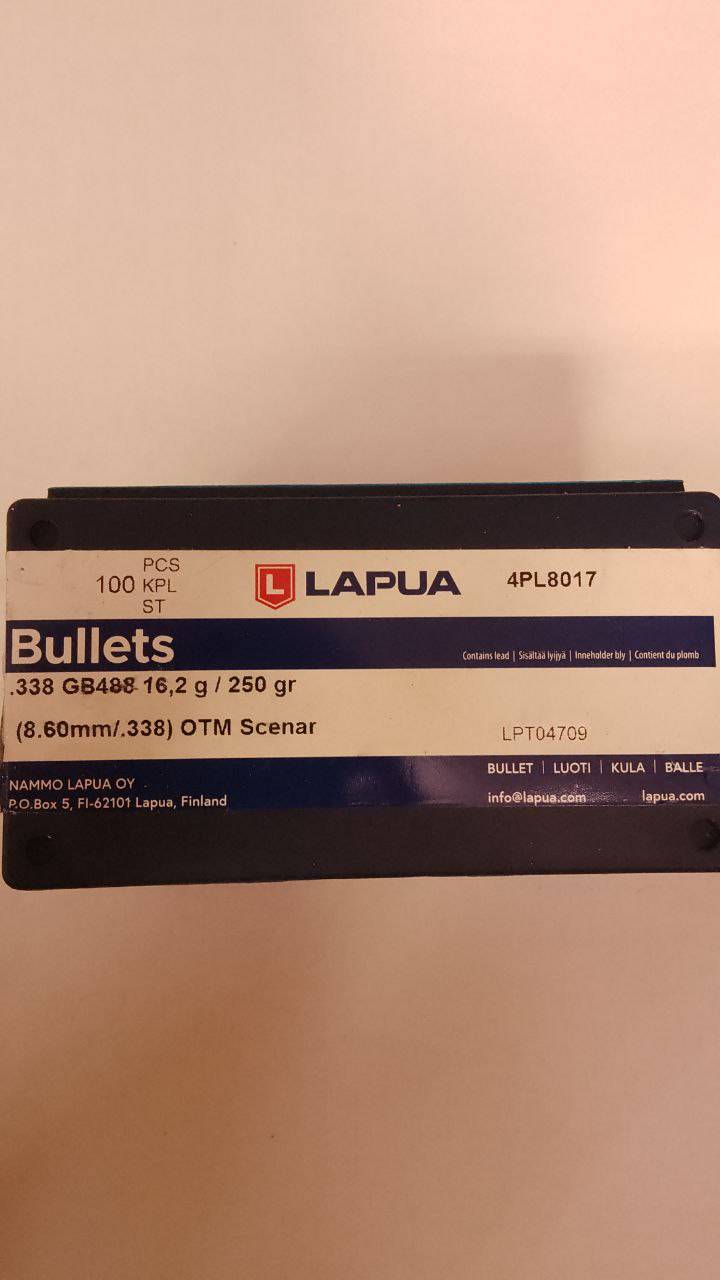 100 PCS
KPL
ST
L LAPUA
4PL8017
Bullets
Contains lead | Sisältää lyijyä | Inneholder bly | Contient du plomb
.338 GB488 16,2 g / 250 gr
(8.60mm/.338) OTM Scenar
LPT04709
BULLET | LUOTI | KULA | BALLE
NAMMO LAPUA OY
P.O.Box 5, FI-62101 Lapua, Finland
info@lapua.com
lapua.com